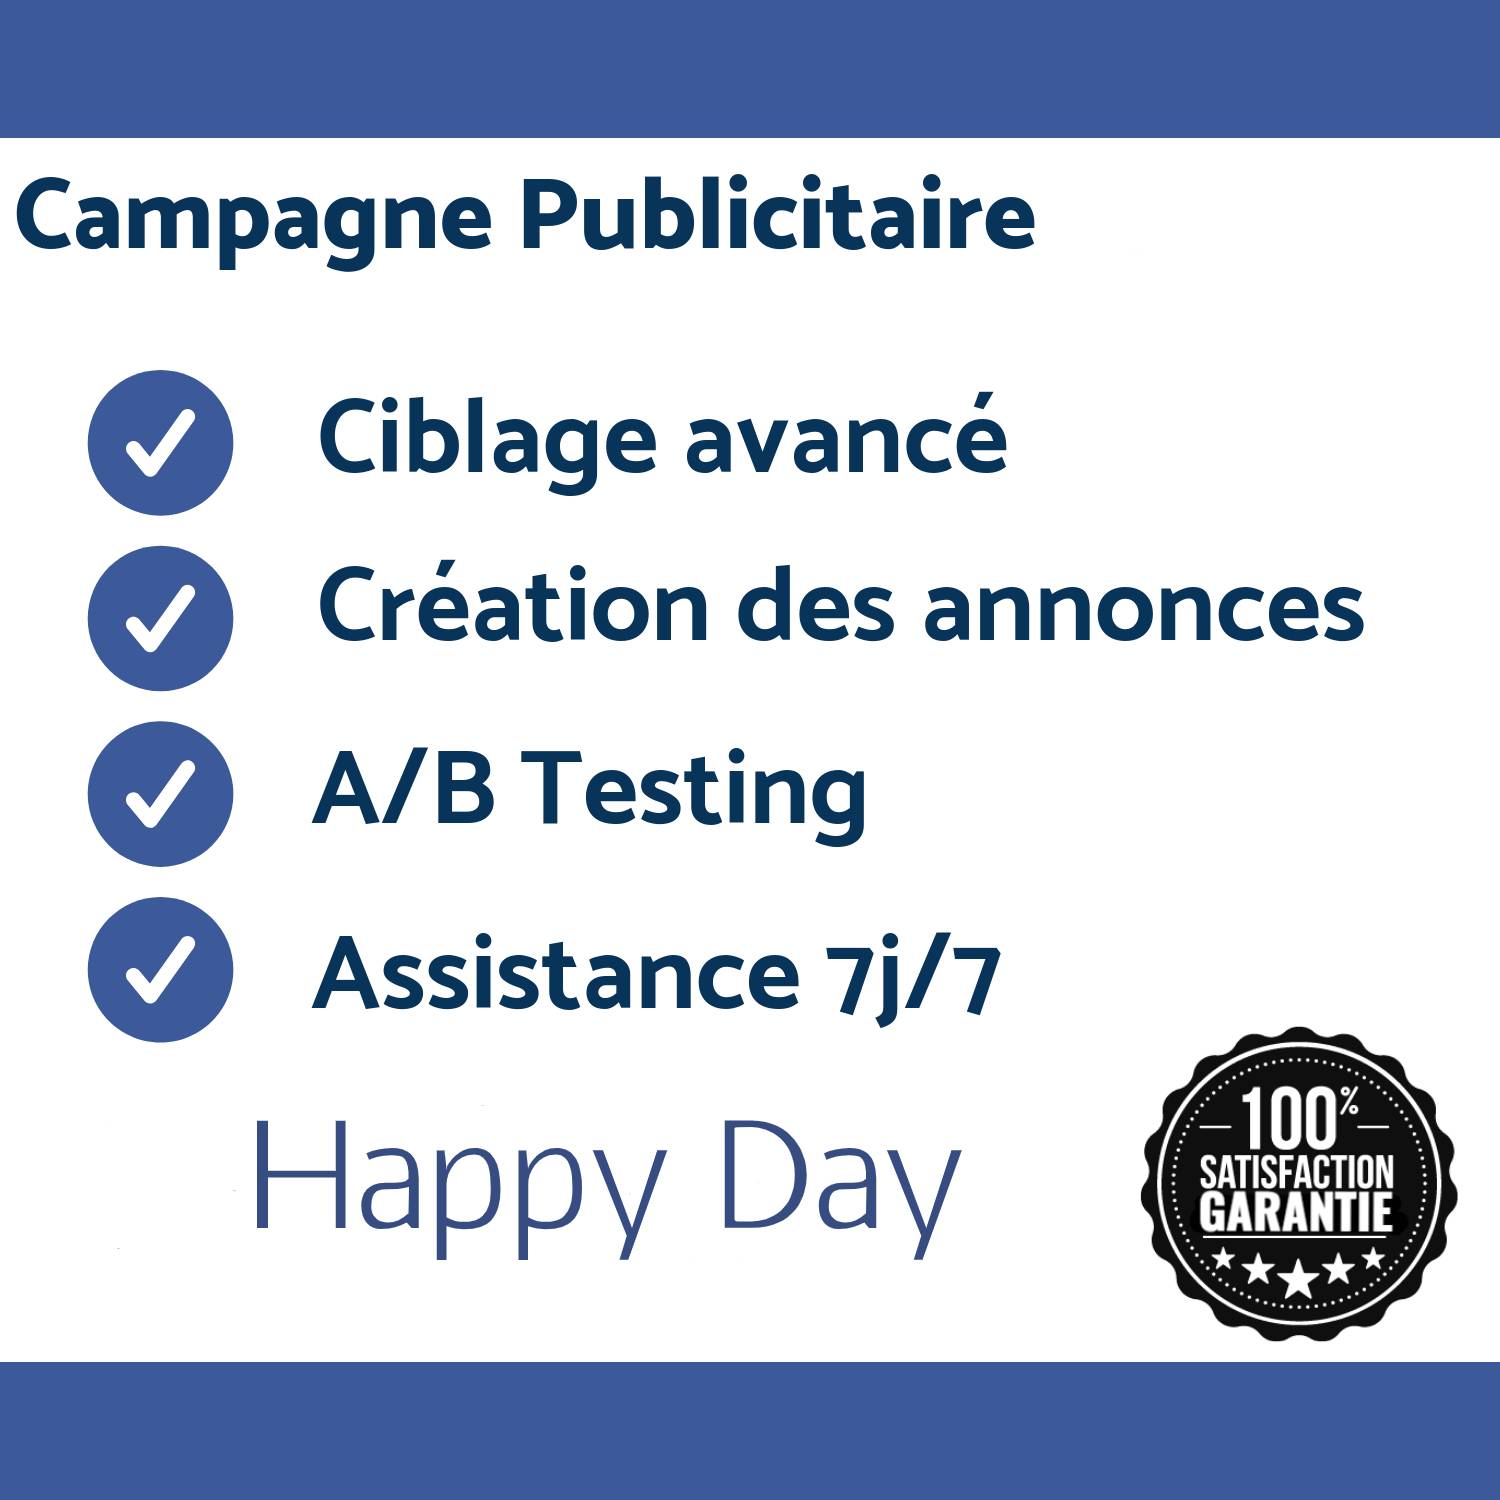 Campagne Publicitaire
Ciblage avancé
Création des annonces
A/B Testing
Assistance 7j/7
Happy Day
100%
SATISFACTION
GARANTIE